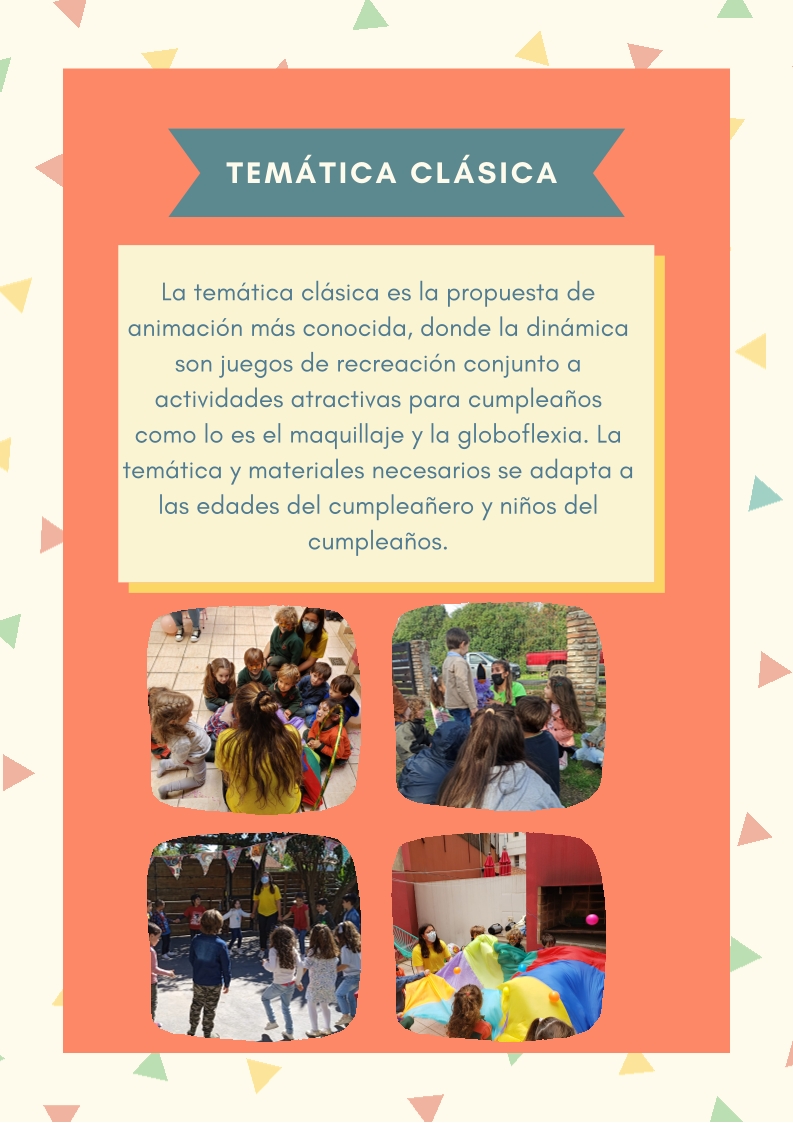 TEMÁTICA CLÁSICA
La temática clásica es la propuesta de
animación más conocida, donde la dinámica
son juegos de recreación conjunto a
actividades atractivas para cumpleaños
como lo es el maquillaje y la globoflexia. La
temática y materiales necesarios se adapta a
las edades del cumpleañero y niños del
cumpleaños.